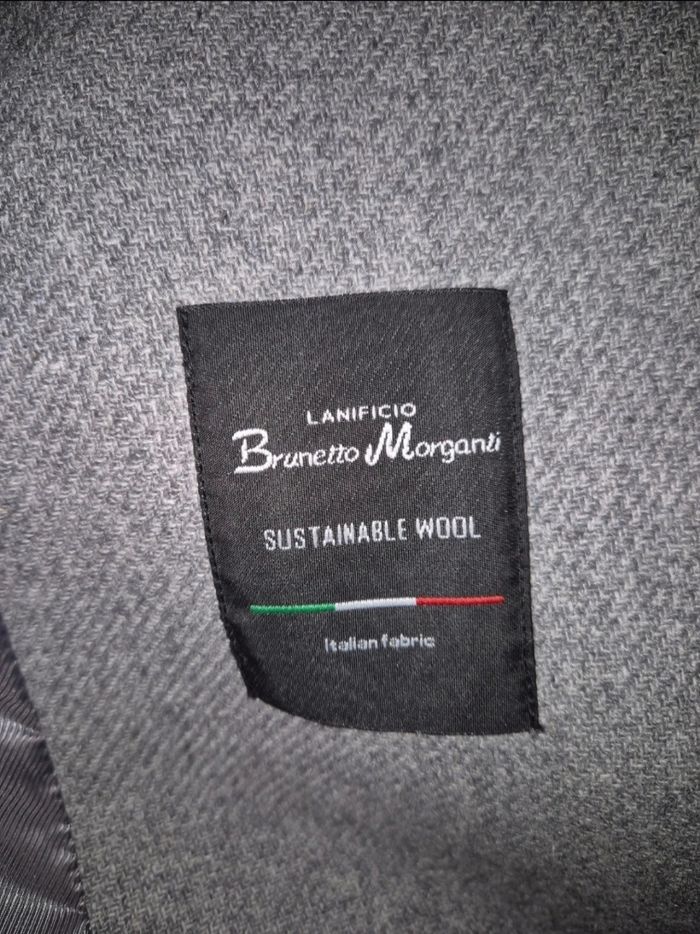 LANIFICIO
Brunetto Morganti
SUSTAINABLE WOOL
Italian fabric